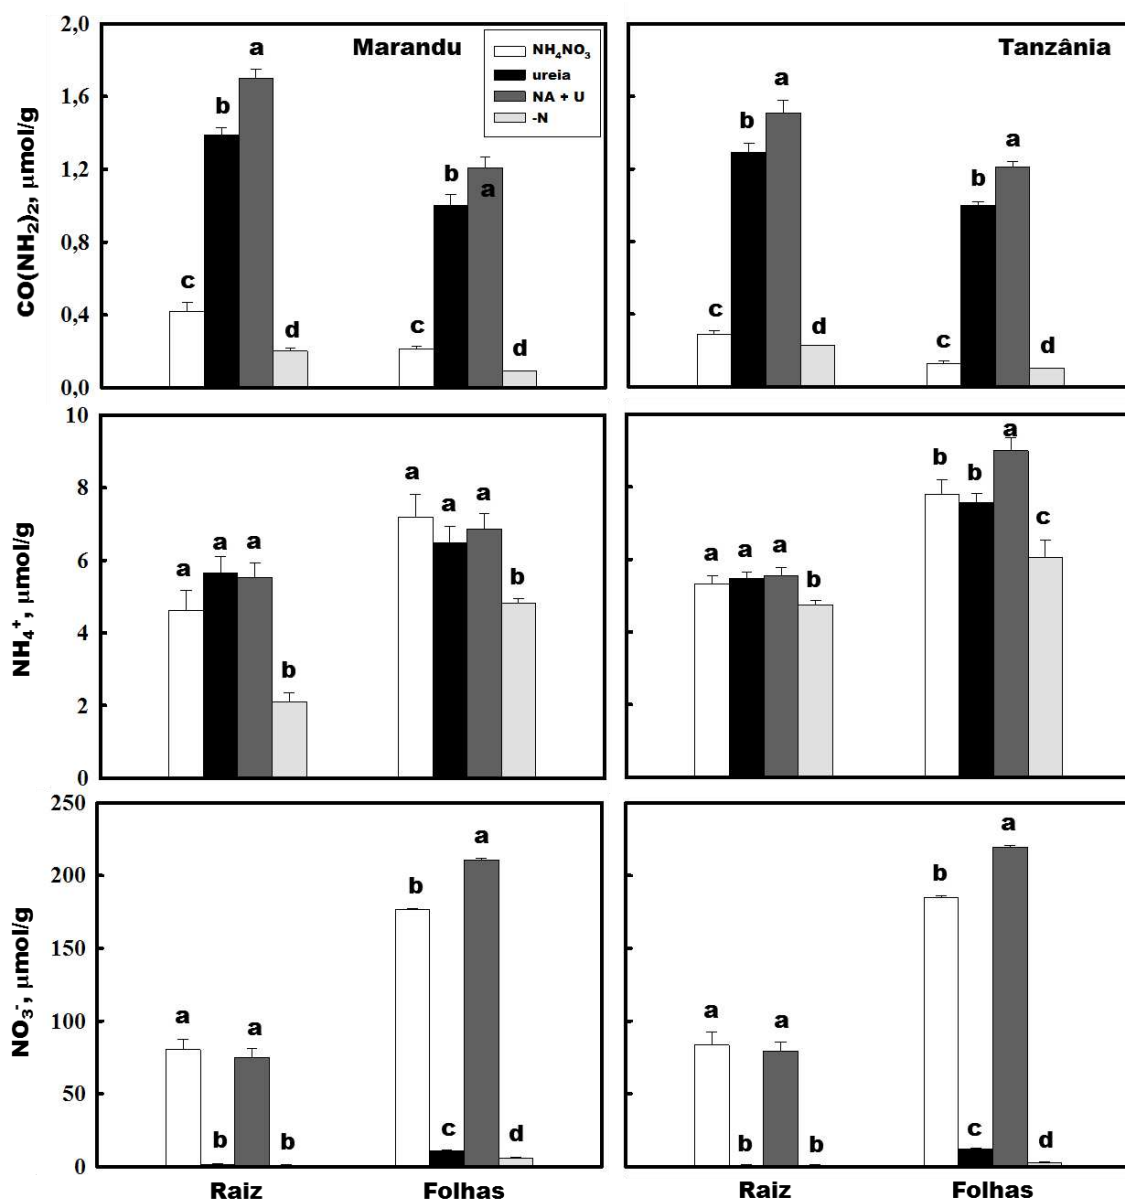 Marandu
NH₄NO₃
ureia
NA + U
-N
CO(NH₂)₂, µmol/g
2,0
1,6
1,2
0,8
0,4
0,0
c
b
a
d
c
b
a
d
Tanzânia
c
b
a
d
c
b
a
d
NH₄⁺, µmol/g
10
8
6
4
2
0
a
a
a
b
a
a
a
b
a
a
a
b
b
b
a
c
NO₃⁻, µmol/g
250
200
150
100
50
0
a
b
a
b
b
c
a
d
a
b
a
b
b
c
a
d
Raiz
Folhas
Raiz
Folhas